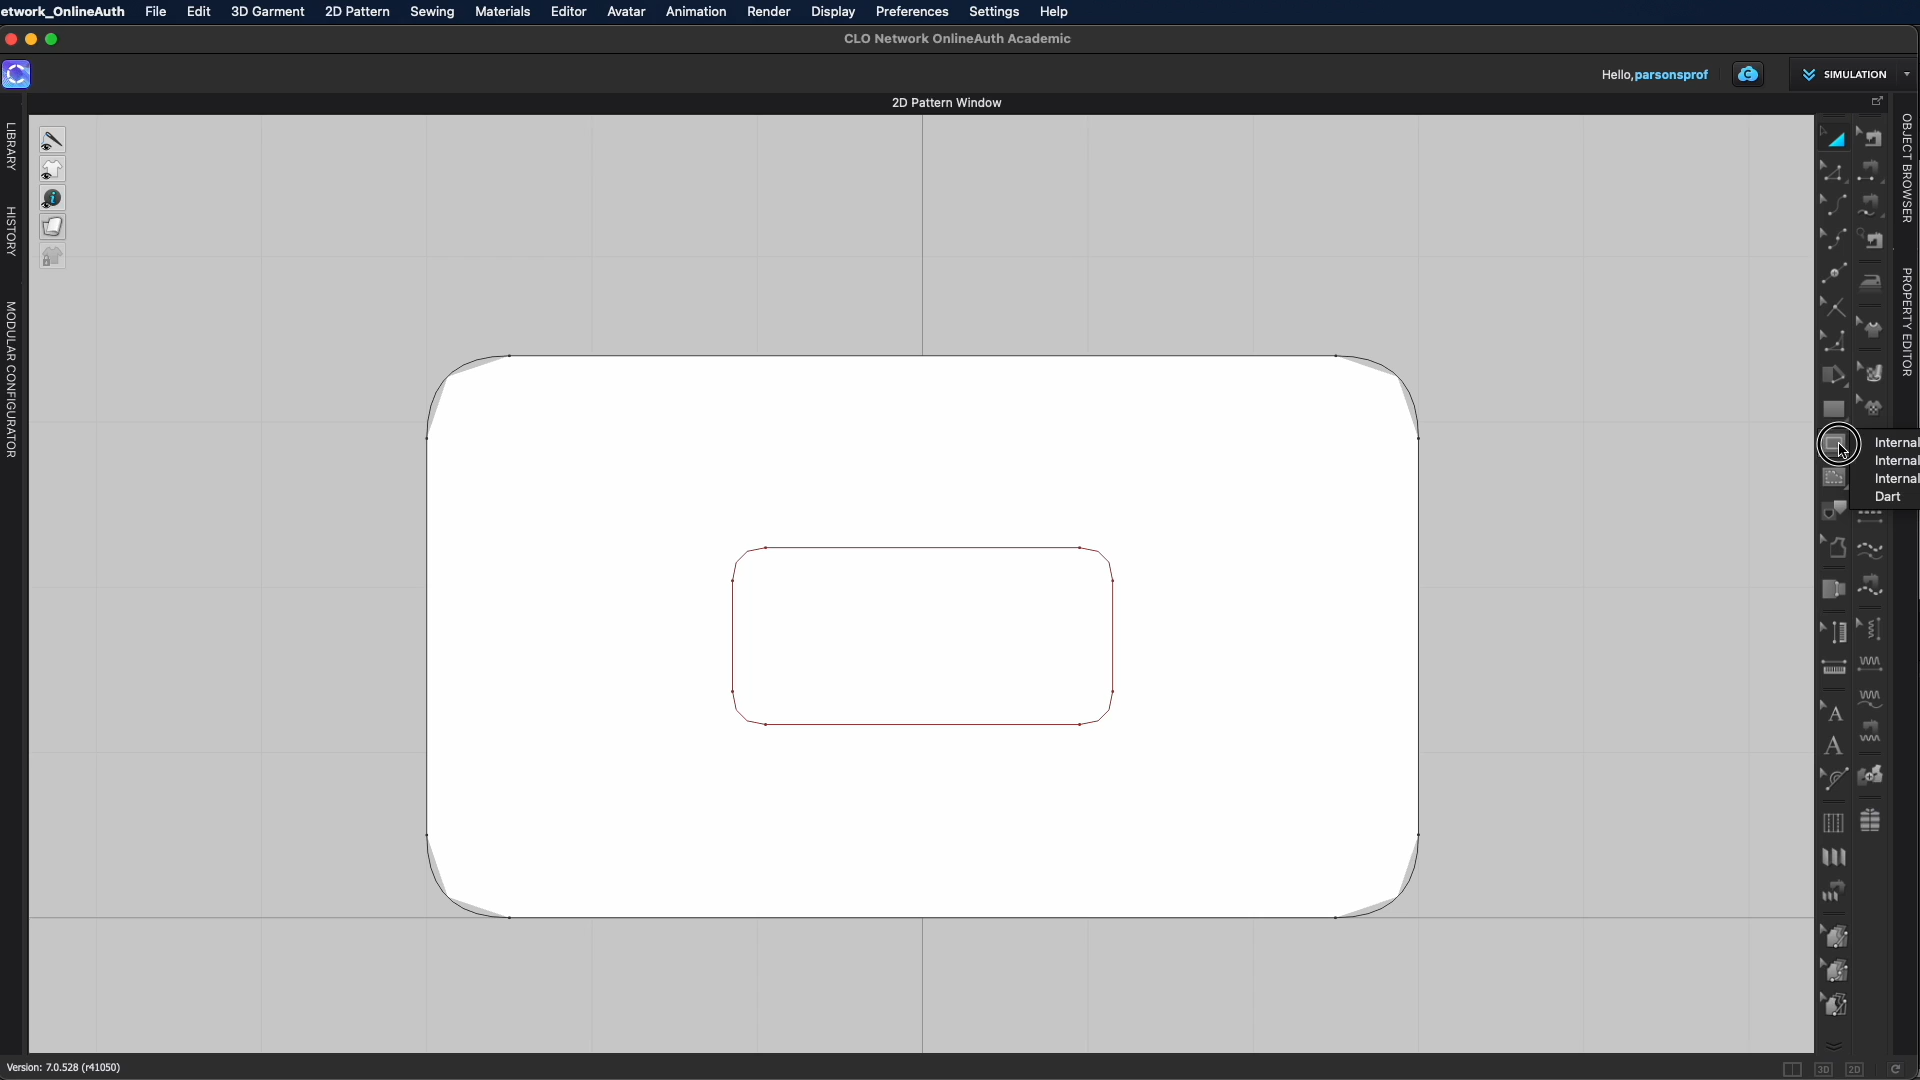 etwork_OnlineAuth File Edit 3D Garment 2D Pattern Sewing Materials Editor Avatar Animation Render Display Preferences Settings Help
CLO Network OnlineAuth Academic
Hello,parsonsprof
SIMULATION
2D Pattern Window
LIBRARY
HISTORY
MODULAR CONFIGURATOR
OBJECT BROWSER
PROPERTY EDITOR
Internal
Internal
Internal
Dart
A
A
Version: 7.0.528 (r41050)
3D
2D